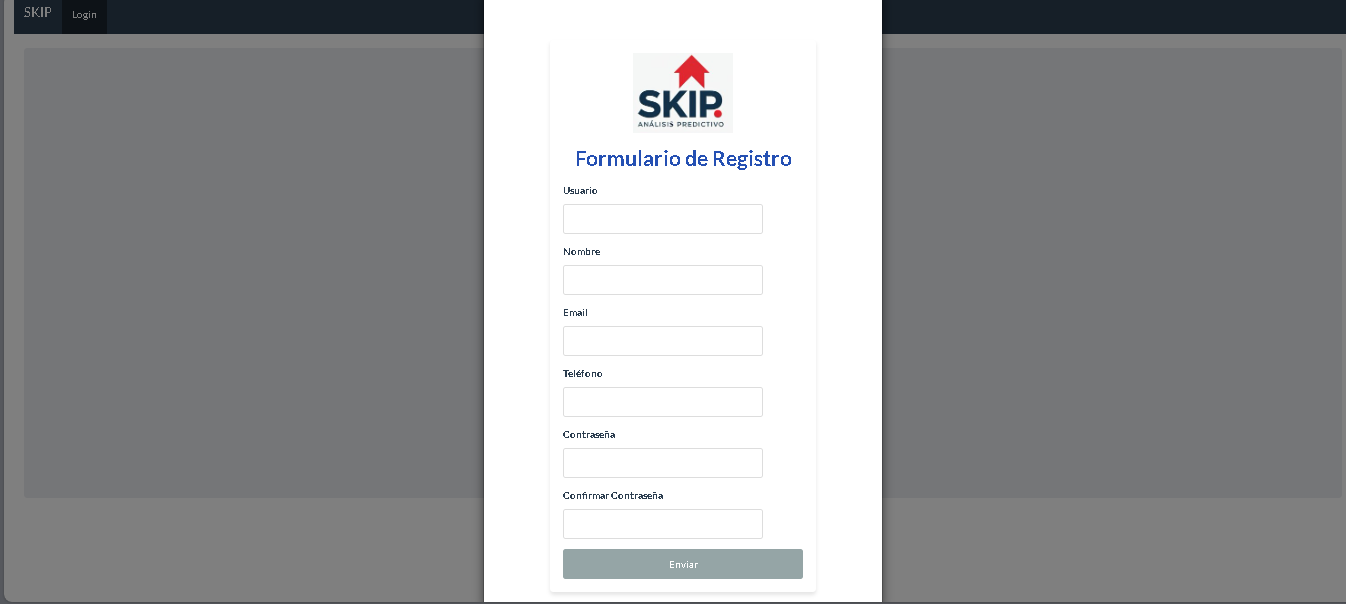 SKIP
Login
SKIP.
ANÁLISIS PREDICTIVO
Formulario de Registro
Usuario
Nombre
Email
Teléfono
Contraseña
Confirmar Contraseña
Enviar